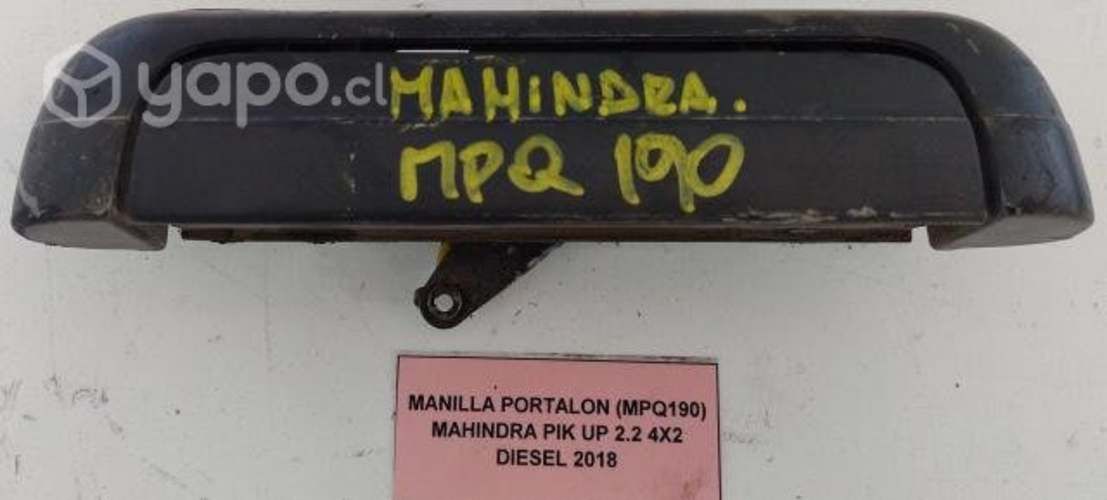 yapo.cl
MAHiNDRA.
MPQ 190
MANILLA PORTALON (MPQ190)
MAHINDRA PIK UP 2.2 4X2
DIESEL 2018